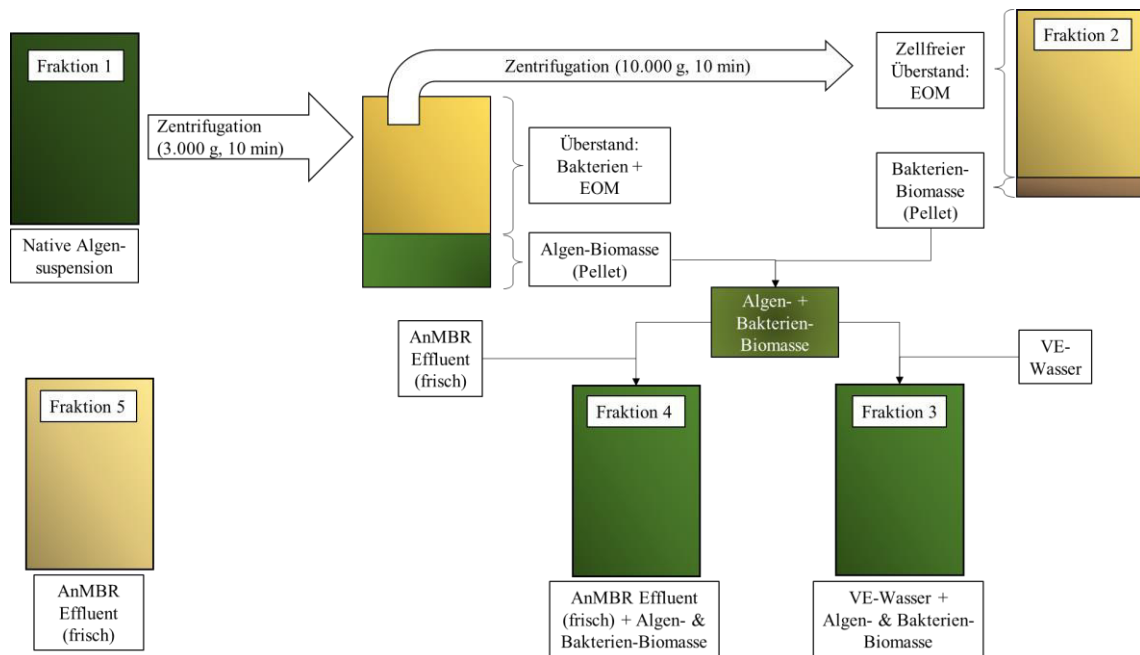 Fraktion 1
Native Algen-
suspension
Zentrifugation
(3.000 g, 10 min)
Zentrifugation (10.000 g, 10 min)
Überstand:
Bakterien +
EOM
Algen-Biomasse
(Pellet)
Zellfreier
Überstand:
EOM
Fraktion 2
Bakterien-
Biomasse
(Pellet)
Algen- +
Bakterien-
Biomasse
AnMBR
Effluent
(frisch)
VE-
Wasser
Fraktion 5
AnMBR
Effluent
(frisch)
Fraktion 4
AnMBR Effluent
(frisch) + Algen- &
Bakterien-Biomasse
Fraktion 3
VE-Wasser +
Algen- & Bakterien-
Biomasse